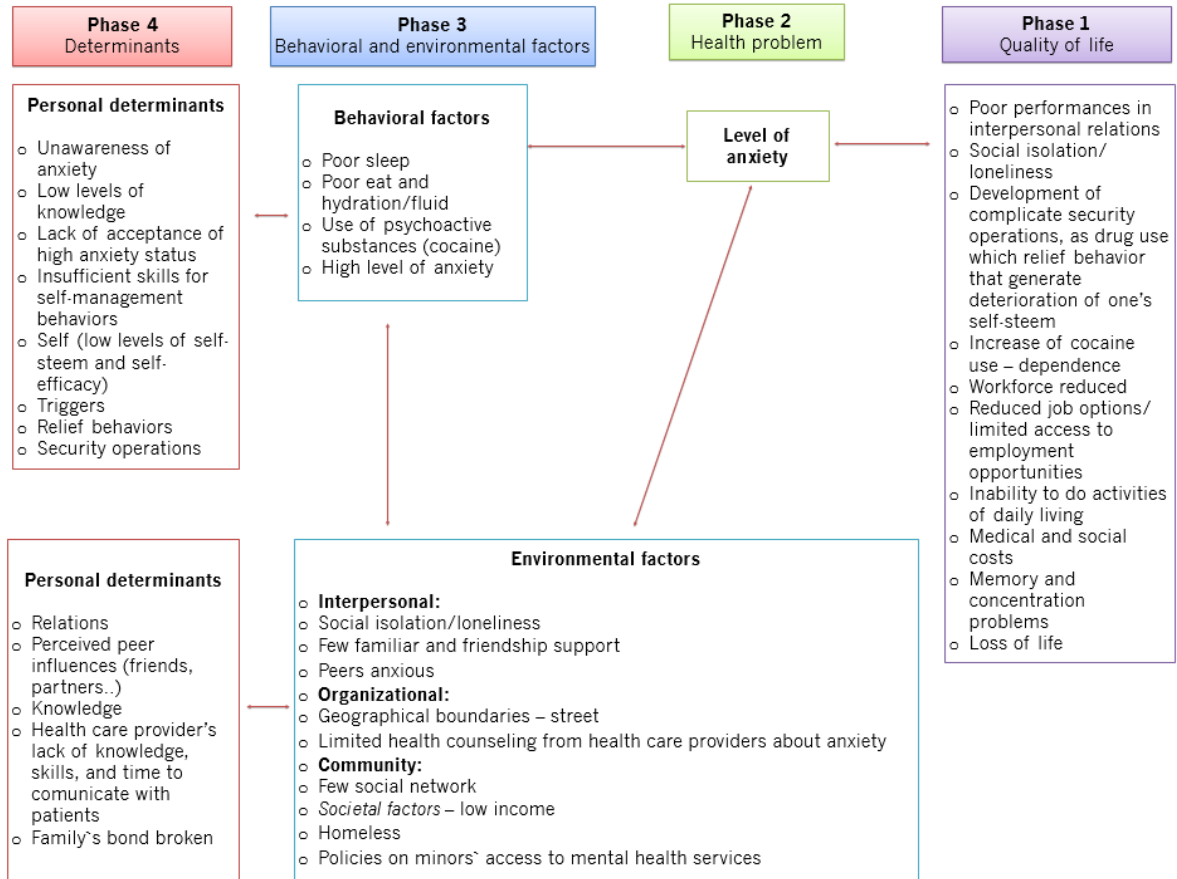 Phase 4
Determinants
Phase 3
Behavioral and environmental factors
Phase 2
Health problem
Phase 1
Quality of life
Personal determinants
o Unawareness of
anxiety
o Low levels of
knowledge
o Lack of acceptance of
high anxiety status
o Insufficient skills for
self-management
behaviors
o Self (low levels of self-
steem and self-
efficacy)
o Triggers
o Relief behaviors
o Security operations
Behavioral factors
o Poor sleep
o Poor eat and
hydration/fluid
o Use of psychoactive
substances (cocaine)
o High level of anxiety
Level of
anxiety
o Poor performances in
interpersonal relations
o Social isolation/
loneliness
o Development of
complicate security
operations, as drug use
which relief behavior
that generate
deterioration of one's
self-steem
o Increase of cocaine
use – dependence
o Workforce reduced
o Reduced job options/
limited access to
employment
opportunities
o Inability to do activities
of daily living
o Medical and social
costs
o Memory and
concentration
problems
o Loss of life
Personal determinants
o Relations
o Perceived peer
influences (friends,
partners..)
o Knowledge
o Health care provider's
lack of knowledge,
skills, and time to
comunicate with
patients
o Family`s bond broken
Environmental factors
o Interpersonal:
o Social isolation/loneliness
o Few familiar and friendship support
o Peers anxious
o Organizational:
o Geographical boundaries – street
o Limited health counseling from health care providers about anxiety
o Community:
o Few social network
o Societal factors – low income
o Homeless
o Policies on minors` access to mental health services